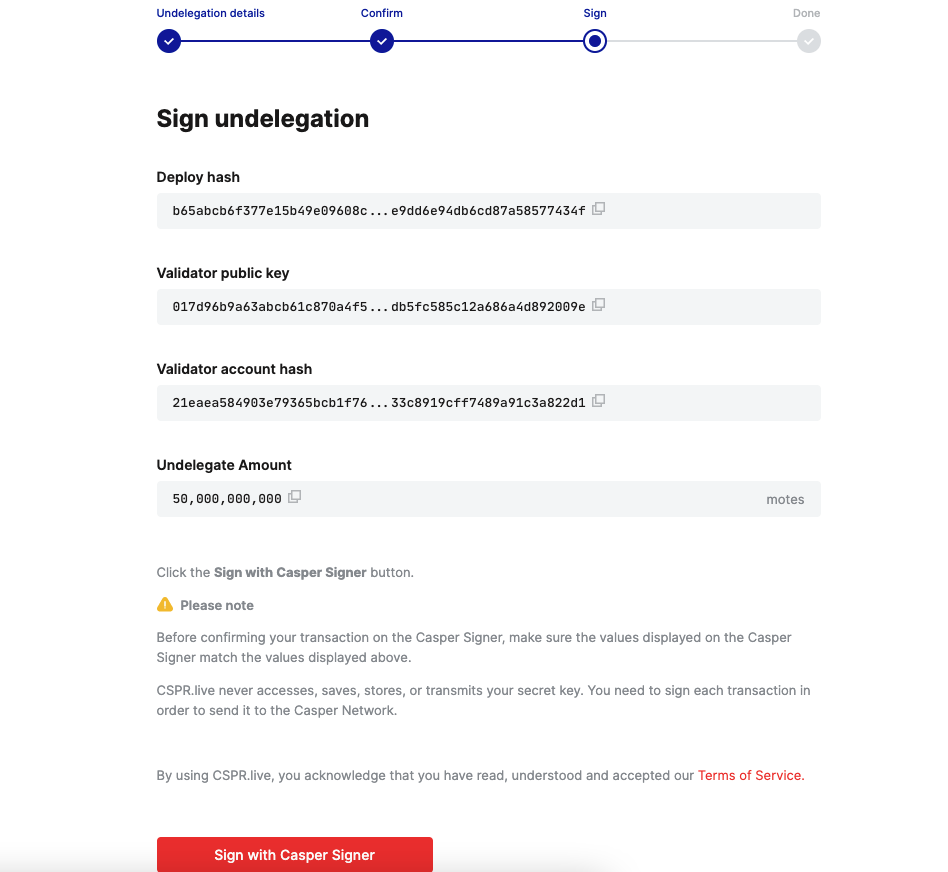 Undelegation details
Confirm
Sign
Done
Sign undelegation
Deploy hash
b65abcb6f377e15b49e09608c...e9dd6e94db6cd87a58577434f
Validator public key
017d96b9a63abcb61c870a4f5...db5fc585c12a686a4d892009e
Validator account hash
21eaea584903e79365bcb1f76...33c8919cff7489a91c3a822d1
Undelegate Amount
50,000,000,000
motes
Click the Sign with Casper Signer button.
Please note
Before confirming your transaction on the Casper Signer, make sure the values displayed on the Casper
Signer match the values displayed above.
CSPR.live never accesses, saves, stores, or transmits your secret key. You need to sign each transaction in
order to send it to the Casper Network.
By using CSPR.live, you acknowledge that you have read, understood and accepted our Terms of Service.
Sign with Casper Signer